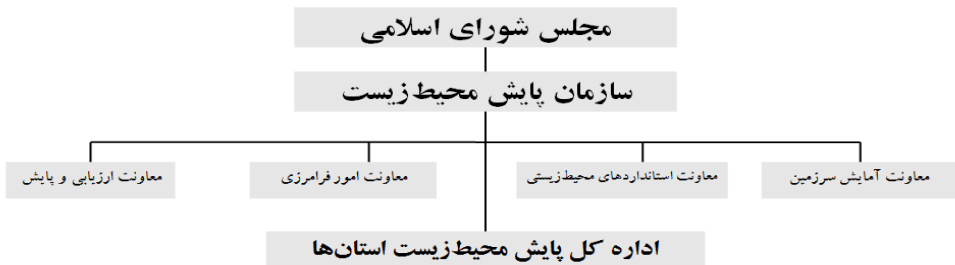 مجلس شورای اسلامی
سازمان پایش محیط‌زیست
معاونت آمایش سرزمین
معاونت استانداردهای محیط‌زیستی
معاونت امور فرامرزی
معاونت ارزیابی و پایش
اداره کل پایش محیط‌زیست استان‌ها